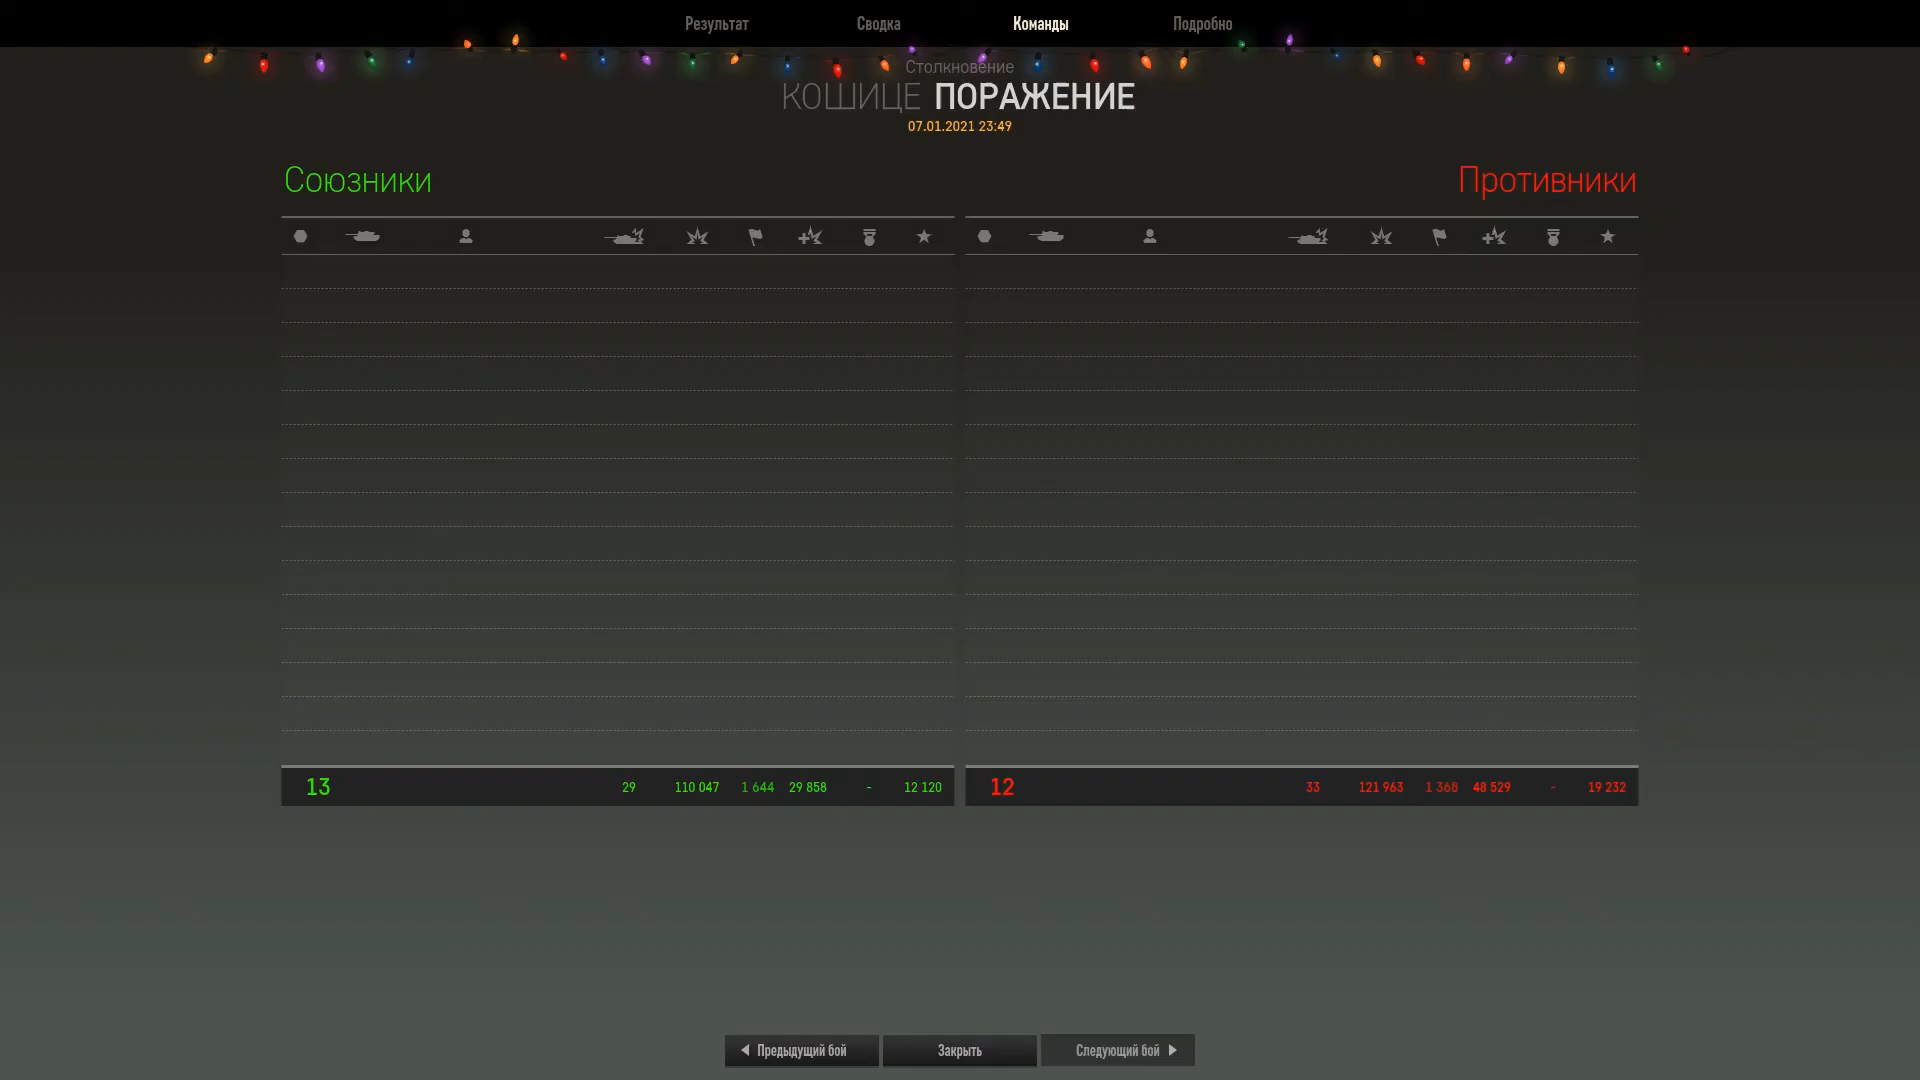 Результат Сводка Команды Подробно
Столкновение
КОШИЦЕ ПОРАЖЕНИЕ
07.01.2021 23:49
Союзники Противники
13 29 110 047 1 644 29 858 - 12 120 12 33 121 963 1 368 48 529 - 19 232
Предыдущий бой Закрыть Следующий бой